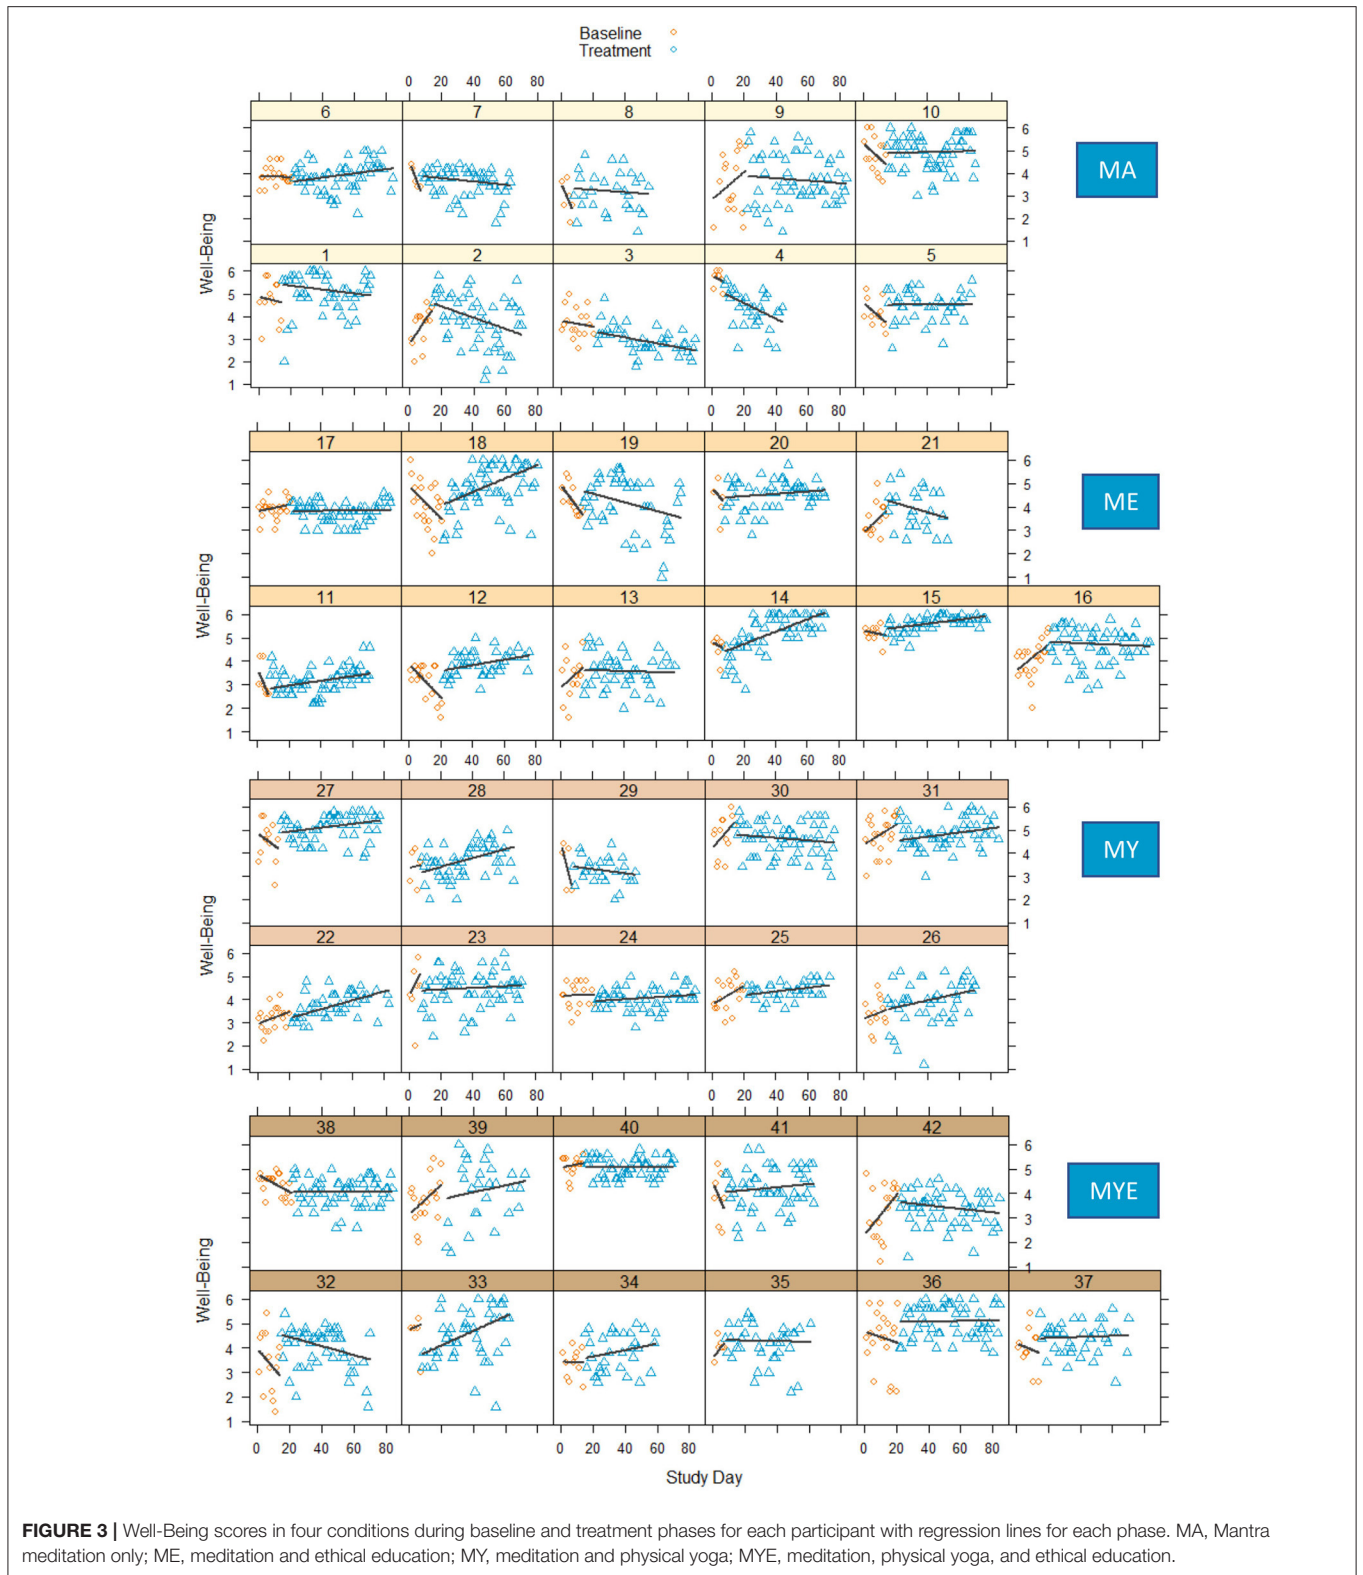 Baseline
Treatment
0 20 40 60 80 0 20 40 60 80
6 7 8 9 10
6
5
4
3
2
1
MA
Well-Being
1 2 3 4 5
6
5
4
3
2
1
0 20 40 60 80 0 20 40 60 80
17 18 19 20 21
6
5
4
3
2
1
ME
Well-Being
11 12 13 14 15 16
6
5
4
3
2
1
0 20 40 60 80 0 20 40 60 80
27 28 29 30 31
6
5
4
3
2
1
MY
Well-Being
22 23 24 25 26
6
5
4
3
2
1
0 20 40 60 80 0 20 40 60 80
38 39 40 41 42
6
5
4
3
2
1
MYE
Well-Being
32 33 34 35 36 37
6
5
4
3
2
1
0 20 40 60 80 0 20 40 60 80 0 20 40 60 80
Study Day
FIGURE 3 | Well-Being scores in four conditions during baseline and treatment phases for each participant with regression lines for each phase. MA, Mantra
meditation only; ME, meditation and ethical education; MY, meditation and physical yoga; MYE, meditation, physical yoga, and ethical education.